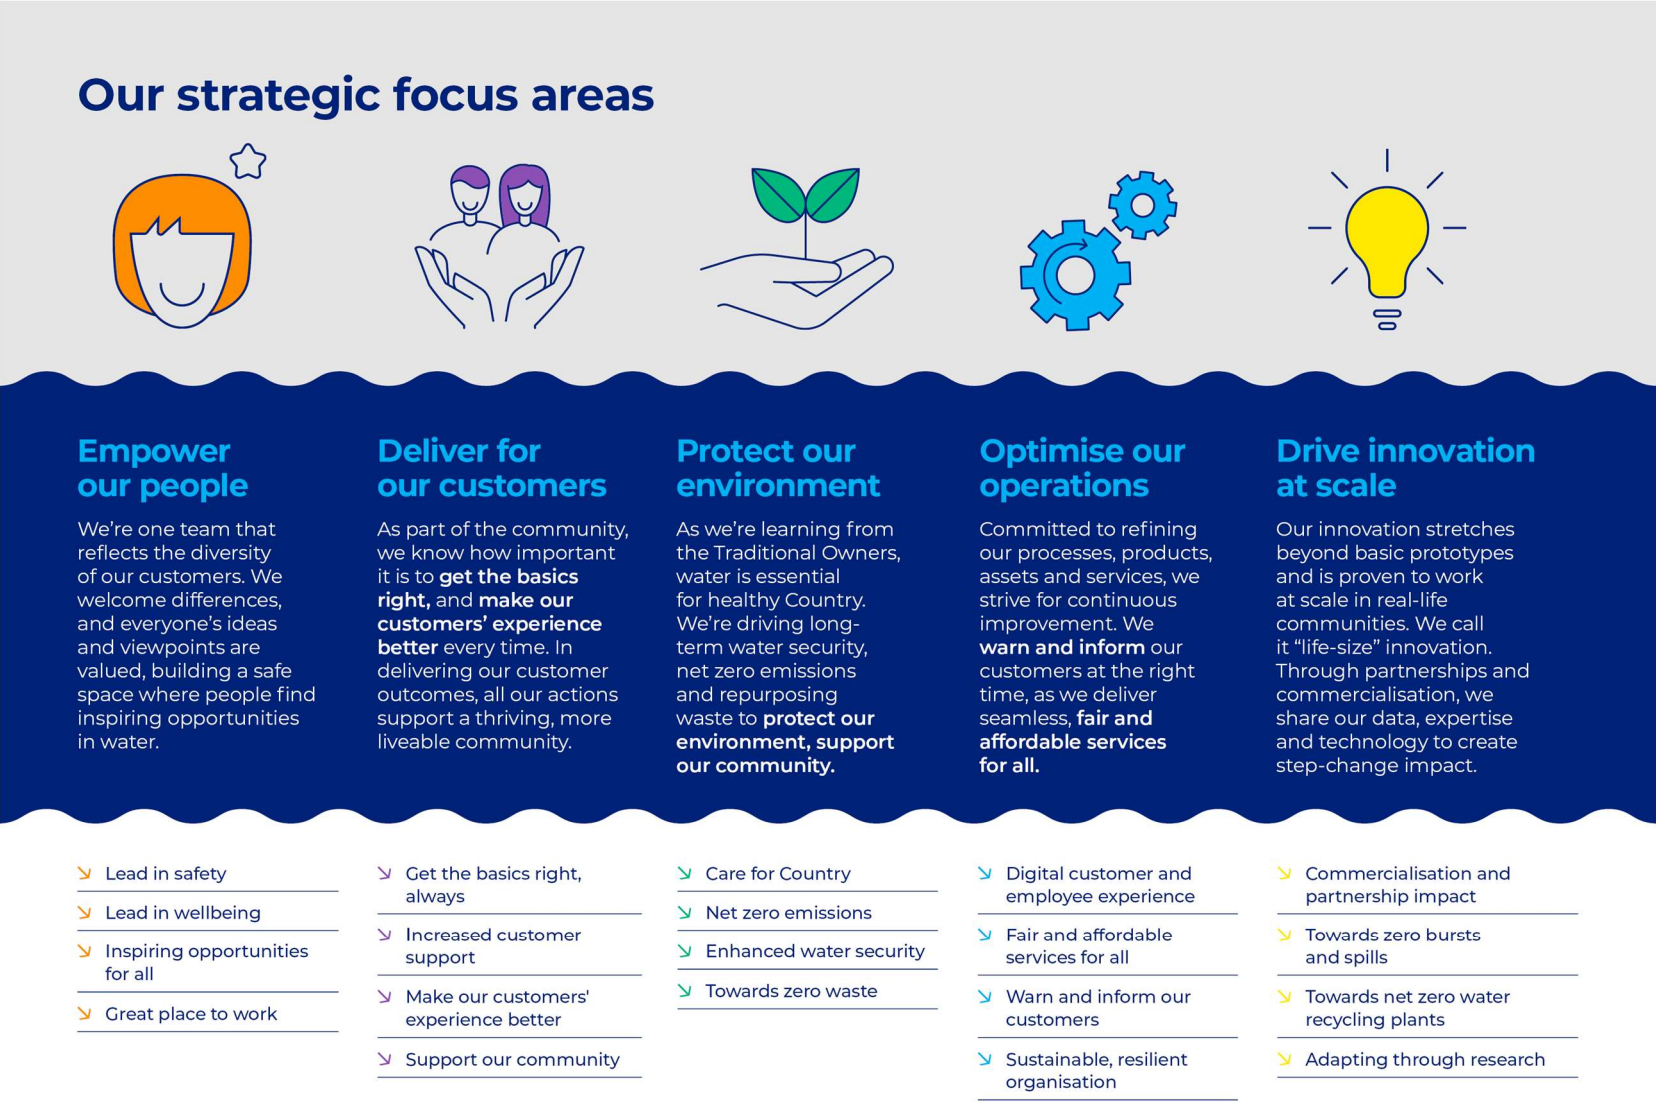 Our strategic focus areas
Empower
our people
We're one team that
reflects the diversity
of our customers. We
welcome differences,
and everyone's ideas
and viewpoints are
valued, building a safe
space where people find
inspiring opportunities
in water.
Deliver for
our customers
As part of the community,
we know how important
it is to get the basics
right, and make our
customers' experience
better every time. In
delivering our customer
outcomes, all our actions
support a thriving, more
liveable community.
Protect our
environment
As we're learning from
the Traditional Owners,
water is essential
for healthy Country.
We're driving long-
term water security,
net zero emissions
and repurposing
waste to protect our
environment, support
our community.
Optimise our
operations
Committed to refining
our processes, products,
assets and services, we
strive for continuous
improvement. We
warn and inform our
customers at the right
time, as we deliver
seamless, fair and
affordable services
for all.
Drive innovation
at scale
Our innovation stretches
beyond basic prototypes
and is proven to work
at scale in real-life
communities. We call
it “life-size” innovation.
Through partnerships and
commercialisation, we
share our data, expertise
and technology to create
step-change impact.
Lead in safety
Lead in wellbeing
Inspiring opportunities
for all
Great place to work
Get the basics right,
always
Increased customer
support
Make our customers'
experience better
Support our community
Care for Country
Net zero emissions
Enhanced water security
Towards zero waste
Digital customer and
employee experience
Fair and affordable
services for all
Warn and inform our
customers
Sustainable, resilient
organisation
Commercialisation and
partnership impact
Towards zero bursts
and spills
Towards net zero water
recycling plants
Adapting through research